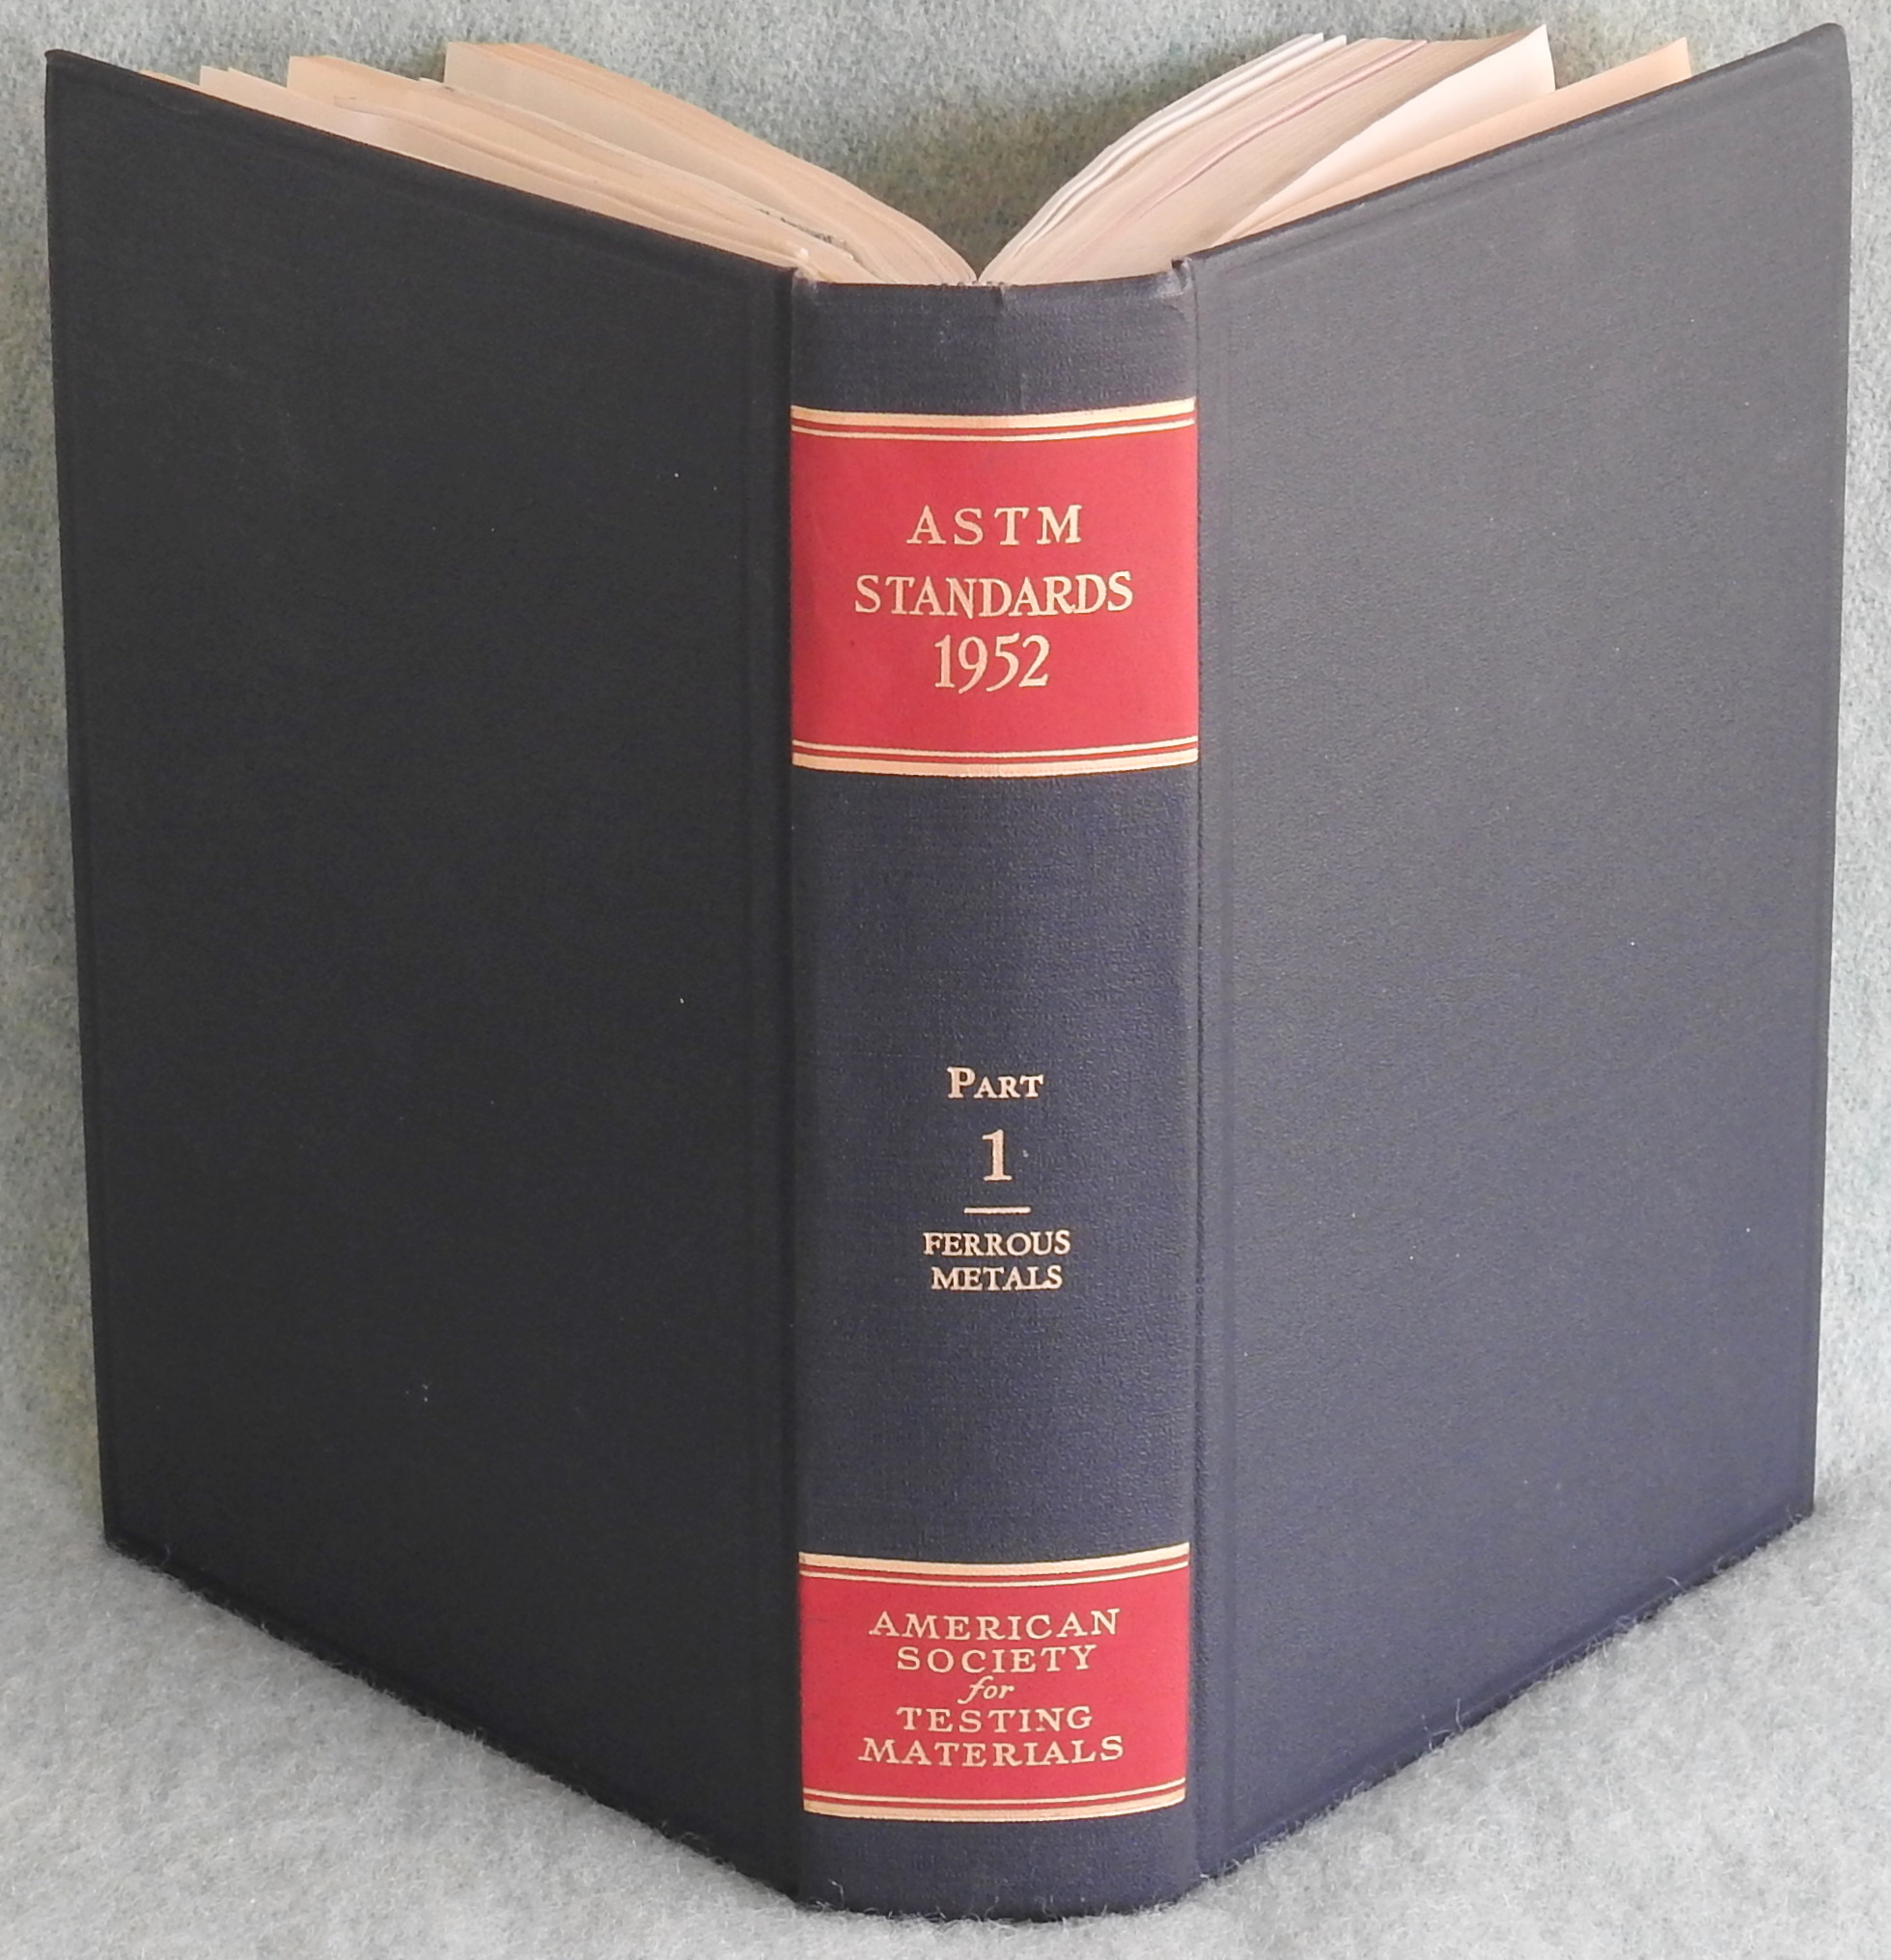 ASTM
STANDARDS
1952
PART
1
FERROUS
METALS
AMERICAN
SOCIETY
for
TESTING
MATERIALS